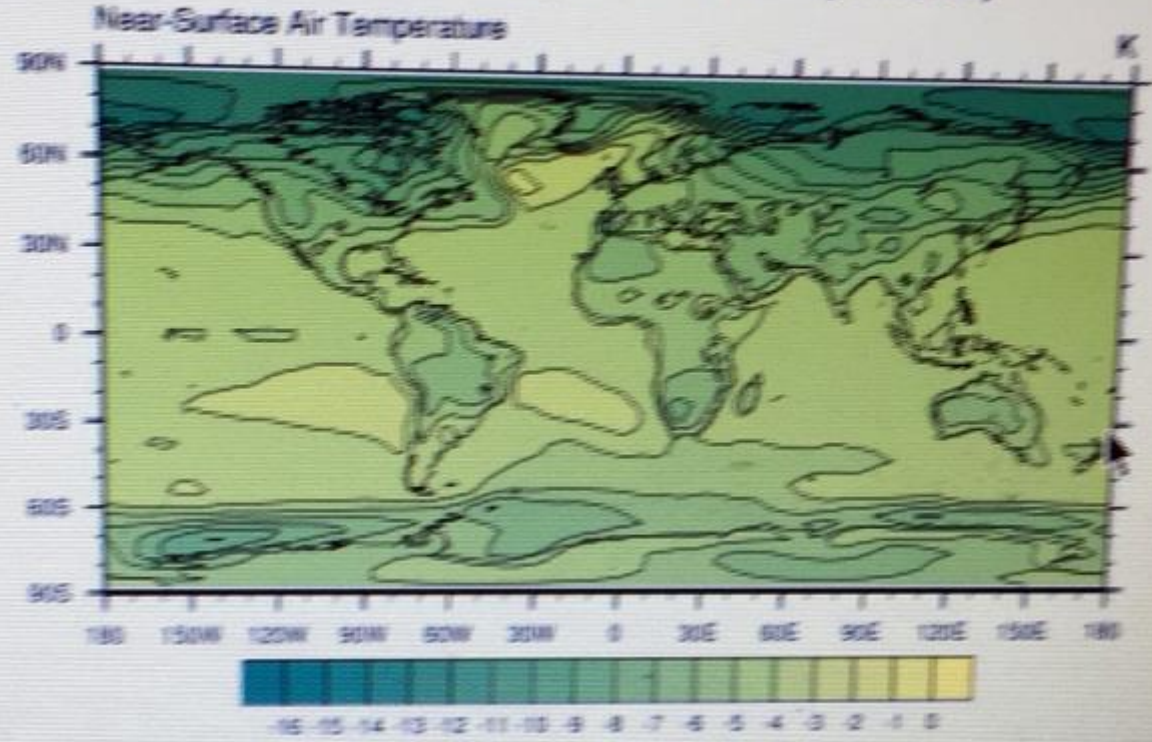 Near-Surface Air Temperature
K
90N
60N
30N
0
30S
60S
90S
180 150W 120W 90W 60W 30W 0 30E 60E 90E 120E 150E 180
-16 -15 -14 -13 -12 -11 -10 -9 -8 -7 -6 -5 -4 -3 -2 -1 0